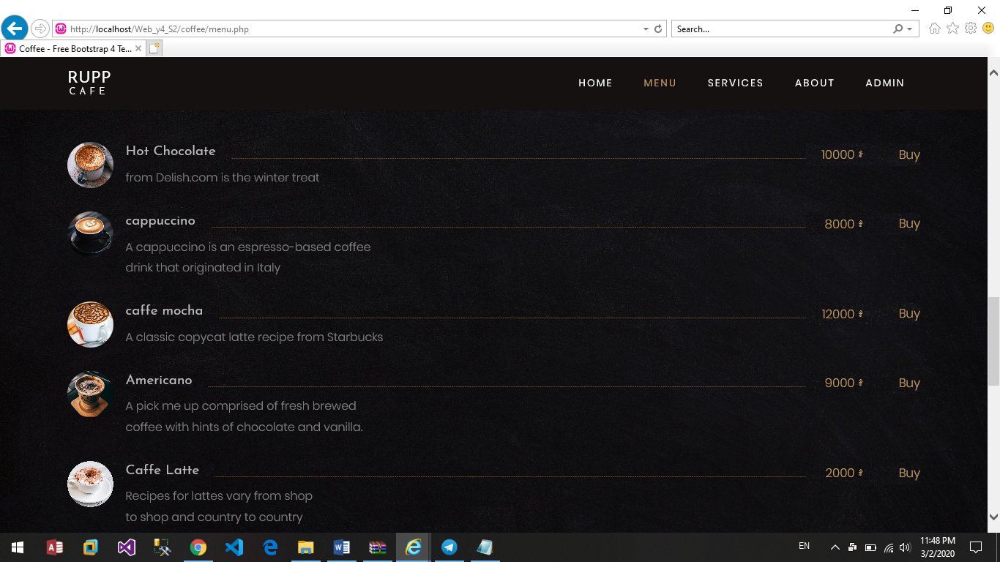 http://localhost/Web_y4_S2/coffee/menu.php
Search...
Coffee - Free Bootstrap 4 Te...
RUPP
CAFE
HOME MENU SERVICES ABOUT ADMIN
Hot Chocolate 10000 ៛ Buy
from Delish.com is the winter treat
cappuccino 8000 ៛ Buy
A cappuccino is an espresso-based coffee
drink that originated in Italy
caffe mocha 12000 ៛ Buy
A classic copycat latte recipe from Starbucks
Americano 9000 ៛ Buy
A pick me up comprised of fresh brewed
coffee with hints of chocolate and vanilla.
Caffe Latte 2000 ៛ Buy
Recipes for lattes vary from shop
to shop and country to country
EN
11:48 PM
3/2/2020